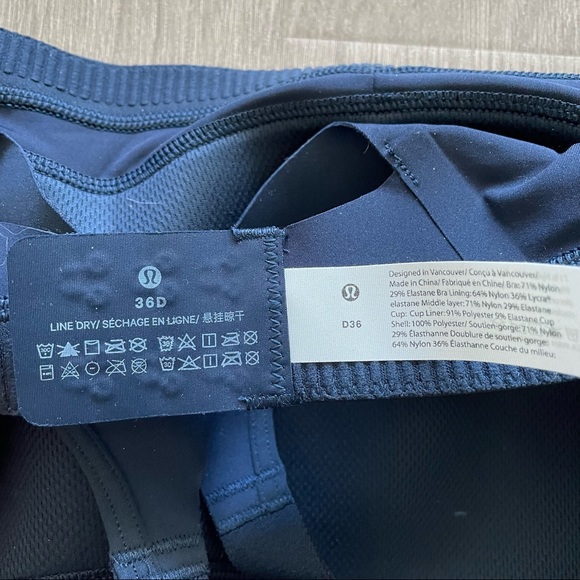 36D
LINE DRY/ SÉCHAGE EN LIGNE/ 悬挂晾干
D36
Designed in Vancouver/ Conçu à Vancouver/
Made in China/ Fabriqué en Chine/ Bra: 71% Nylon
29% Elastane Bra Lining: 64% Nylon 36% Lycra®
elastane Middle layer: 71% Nylon 29% Elastane
Cup: Cup Liner: 91% Polyester 9% Elastane Cup
Shell: 100% Polyester/ Soutien-gorge: 71% Nylon
29% Élasthanne Doublure de soutien-gorge:
64% Nylon 36% Élasthanne Couche du milieu: